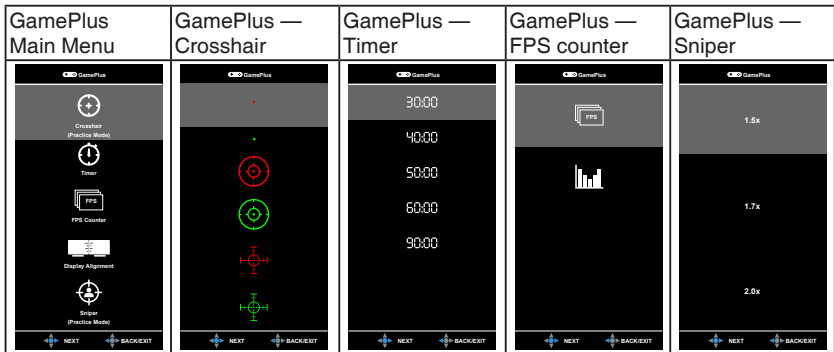 GamePlus
Main Menu
GamePlus —
Crosshair
GamePlus —
Timer
GamePlus —
FPS counter
GamePlus —
Sniper
GamePlus
Crosshair
(Practice Mode)
Timer
FPS
FPS Counter
Display Alignment
Sniper
(Practice Mode)
NEXT BACK/EXIT
GamePlus
NEXT BACK/EXIT
GamePlus
30:00
40:00
50:00
60:00
90:00
NEXT BACK/EXIT
GamePlus
FPS
NEXT BACK/EXIT
GamePlus
1.5x
1.7x
2.0x
NEXT BACK/EXIT